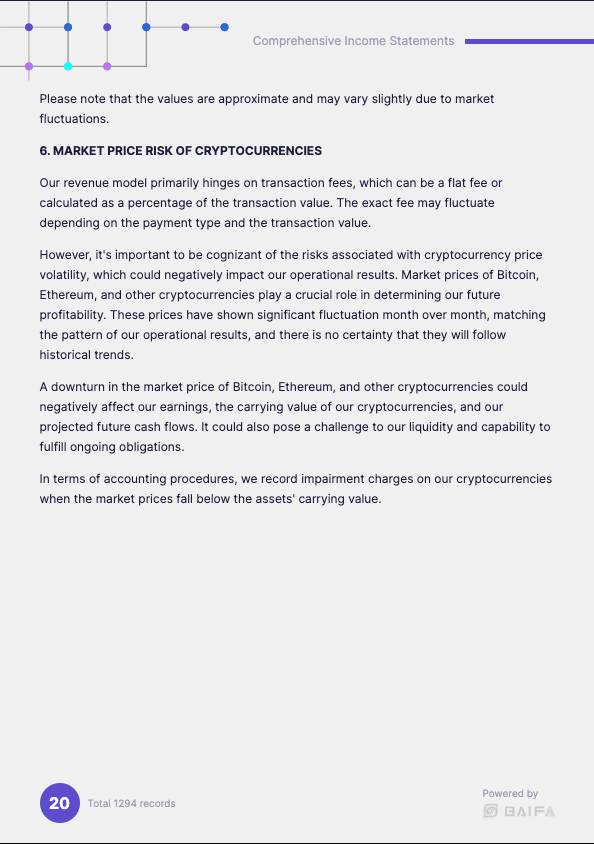 Comprehensive Income Statements
Please note that the values are approximate and may vary slightly due to market
fluctuations.
6. MARKET PRICE RISK OF CRYPTOCURRENCIES
Our revenue model primarily hinges on transaction fees, which can be a flat fee or
calculated as a percentage of the transaction value. The exact fee may fluctuate
depending on the payment type and the transaction value.
However, it's important to be cognizant of the risks associated with cryptocurrency price
volatility, which could negatively impact our operational results. Market prices of Bitcoin,
Ethereum, and other cryptocurrencies play a crucial role in determining our future
profitability. These prices have shown significant fluctuation month over month, matching
the pattern of our operational results, and there is no certainty that they will follow
historical trends.
A downturn in the market price of Bitcoin, Ethereum, and other cryptocurrencies could
negatively affect our earnings, the carrying value of our cryptocurrencies, and our
projected future cash flows. It could also pose a challenge to our liquidity and capability to
fulfill ongoing obligations.
In terms of accounting procedures, we record impairment charges on our cryptocurrencies
when the market prices fall below the assets' carrying value.
20
Total 1294 records
Powered by
BAIFA